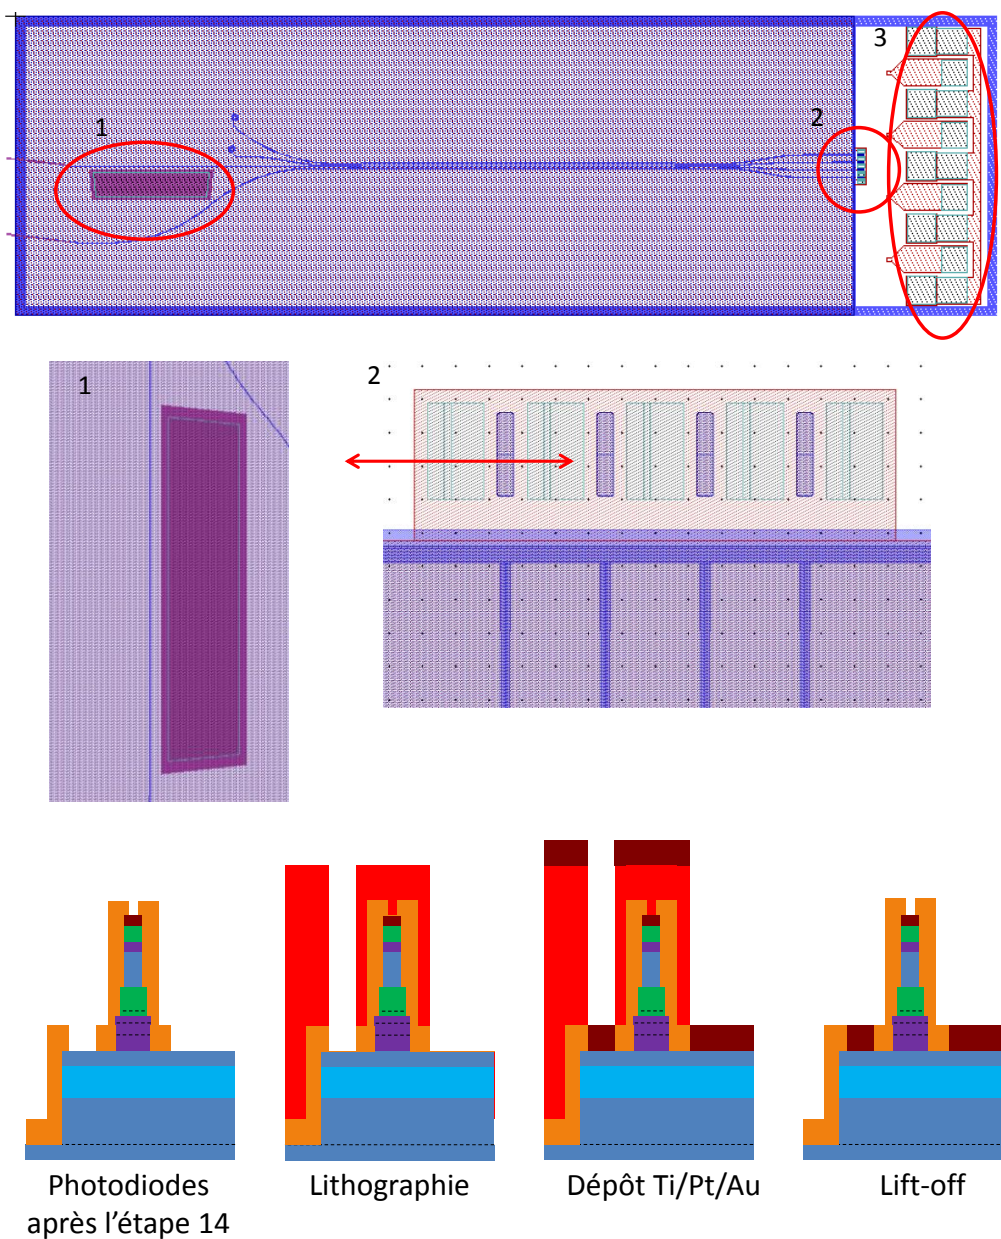 1
2
3
1
2
Photodiodes
après l'étape 14
Lithographie
Dépôt Ti/Pt/Au
Lift-off